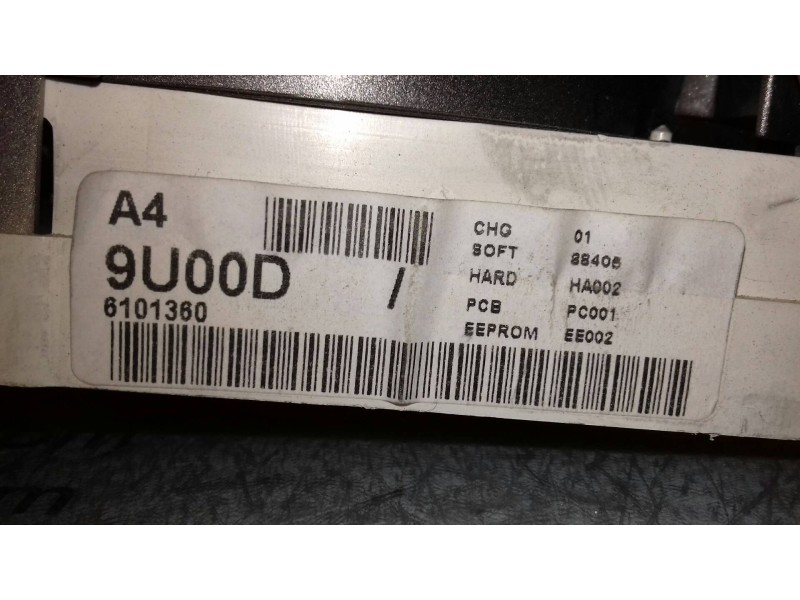 A4
9U00D /
6101360
CHG 01
SOFT 88405
HARD HA002
PCB PC001
EEPROM EE002